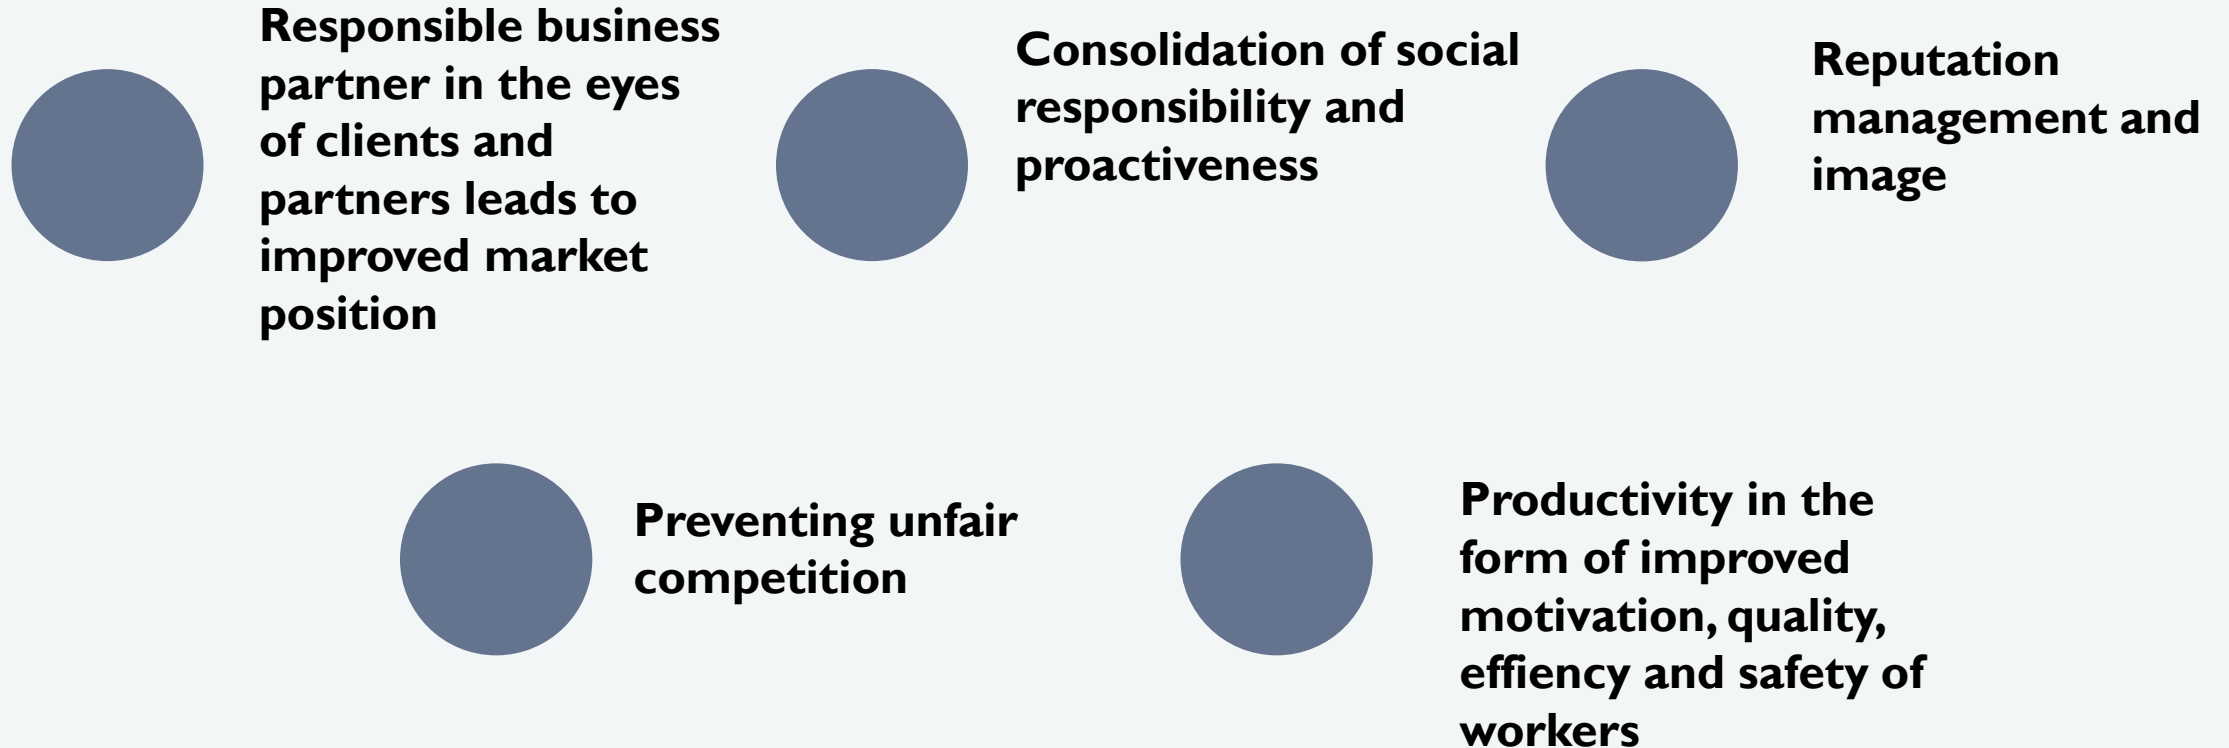 Responsible business
partner in the eyes
of clients and
partners leads to
improved market
position
Consolidation of social
responsibility and
proactiveness
Reputation
management and
image
Preventing unfair
competition
Productivity in the
form of improved
motivation, quality,
effiency and safety of
workers